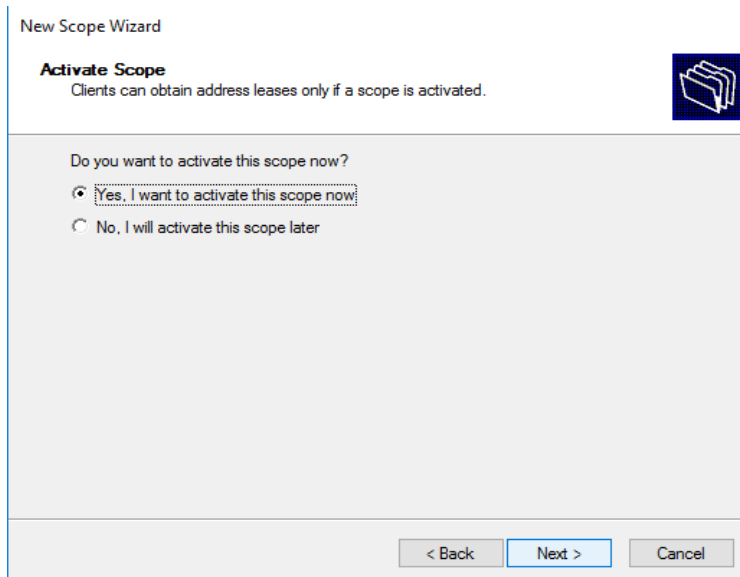 New Scope Wizard
Activate Scope
Clients can obtain address leases only if a scope is activated.
Do you want to activate this scope now?
Yes, I want to activate this scope now
No, I will activate this scope later
< Back Next > Cancel